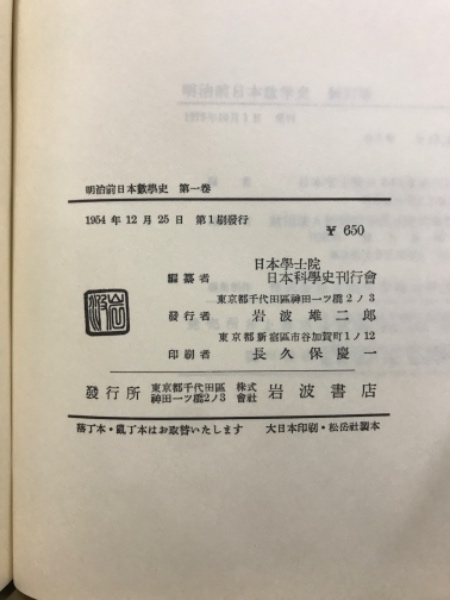 明治前日本數學史 第一卷
1954 年 12 月 25 日 第1刷發行
¥ 650
日本學士院
編纂者 日本科學史刊行會
東京都千代田區神田一ツ橋2ノ3
發行者 岩波雄二郎
東京都新宿區市谷加賀町1ノ12
印刷者 長久保慶一
發行所 東京都千代田區神田一ツ橋2ノ3 株式會社 岩波書店
落丁本・亂丁本はお取替いたします 大日本印刷・松岳社製本